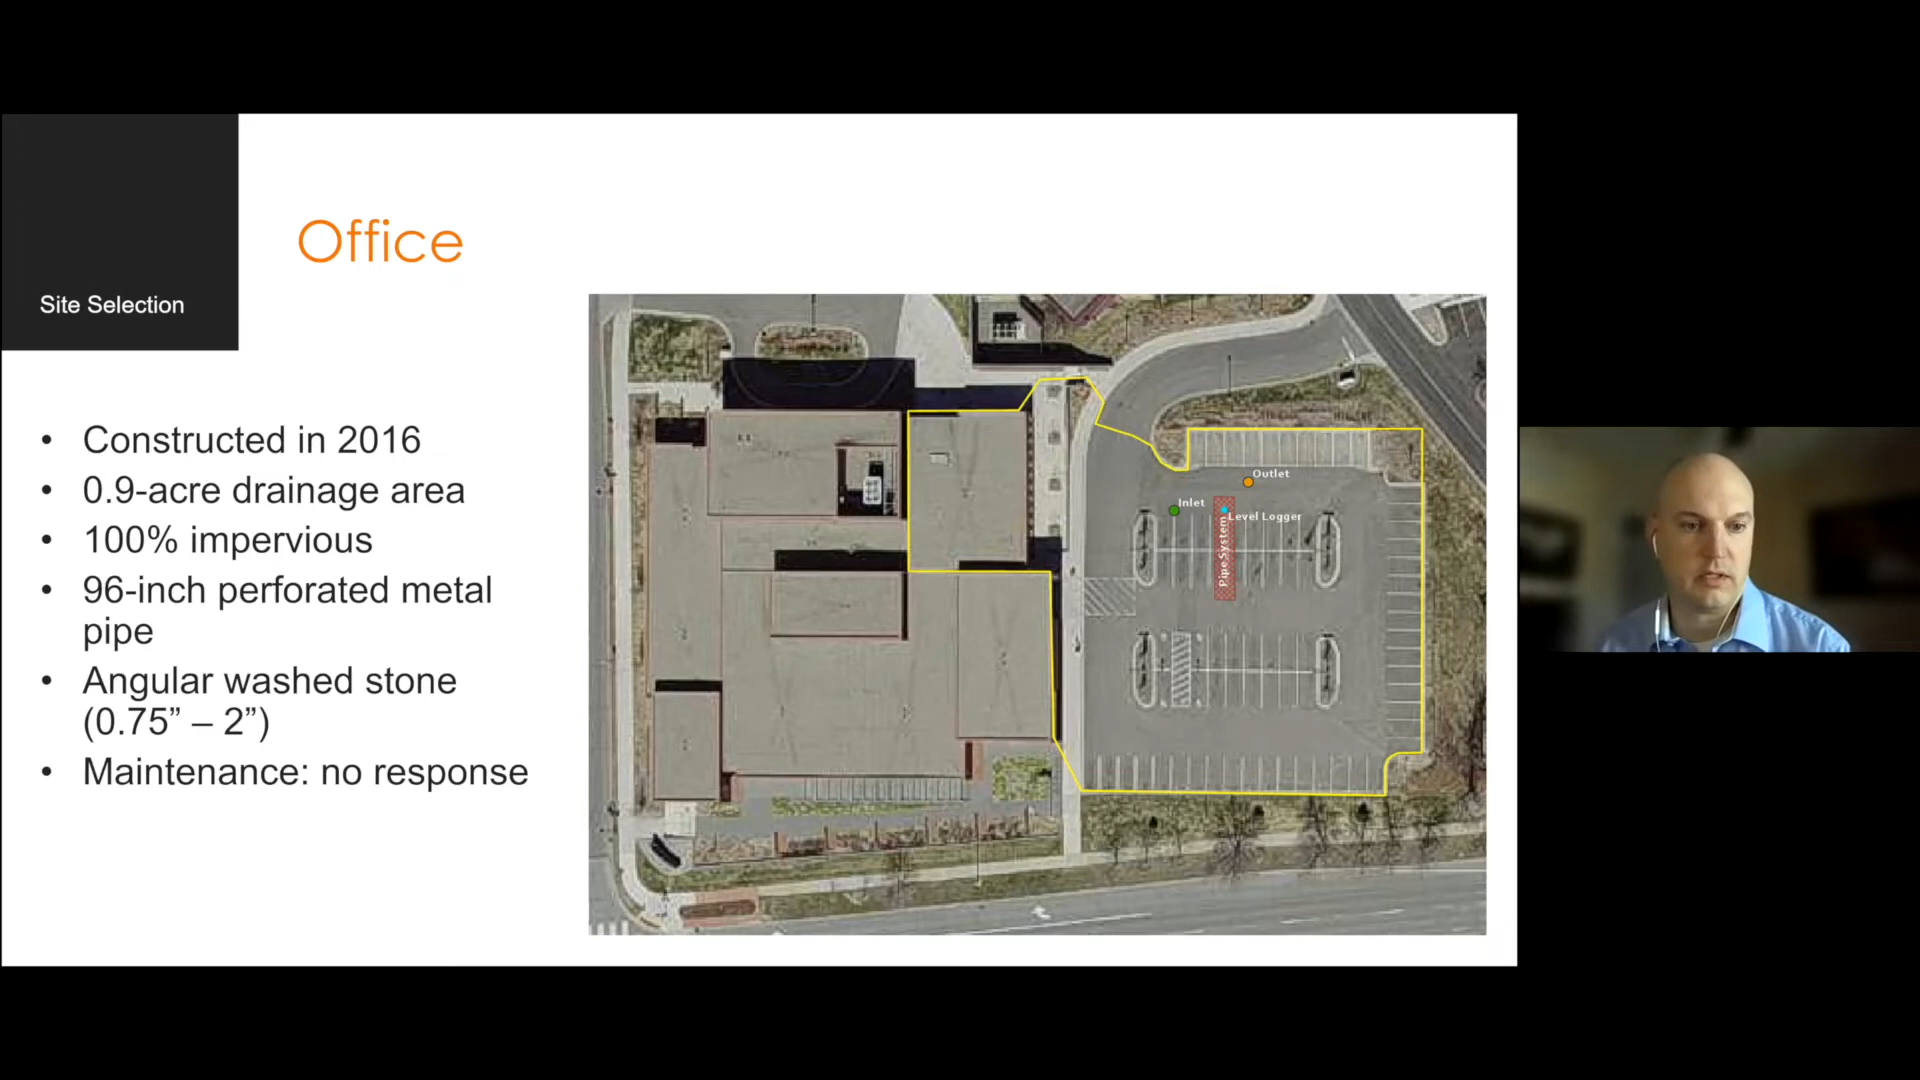 Site Selection
Office
• Constructed in 2016
• 0.9-acre drainage area
• 100% impervious
• 96-inch perforated metal
pipe
• Angular washed stone
(0.75” – 2”)
• Maintenance: no response
Outlet
Inlet
Level Logger
Pipe System